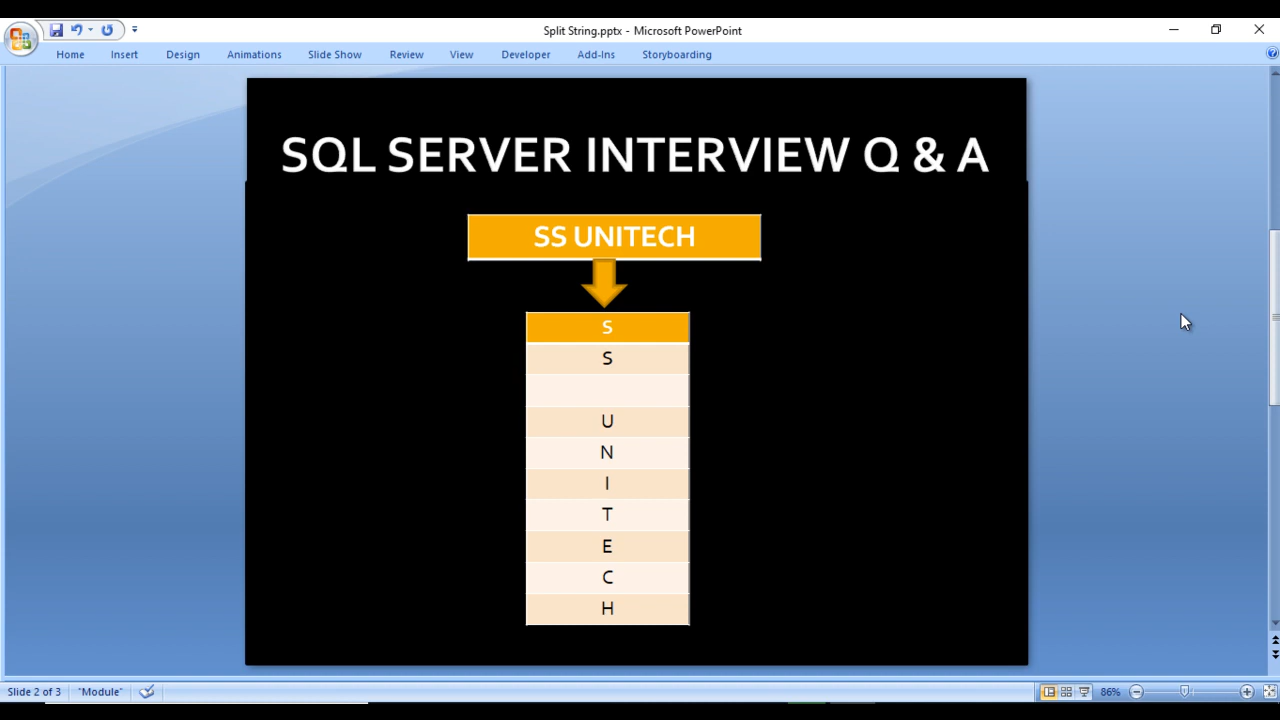 Split String.pptx - Microsoft PowerPoint
Home Insert Design Animations Slide Show Review View Developer Add-Ins Storyboarding
SQL SERVER INTERVIEW Q & A
SS UNITECH
S
S
U
N
I
T
E
C
H
Slide 2 of 3 "Module" 86%